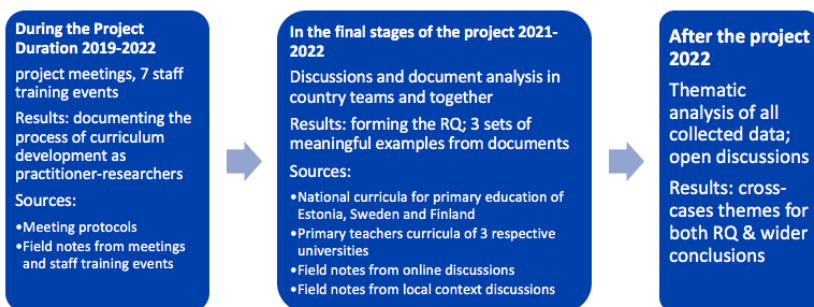 During the Project
Duration 2019-2022
project meetings, 7 staff
training events
Results: documenting the
process of curriculum
development as
practitioner-researchers
Sources:
•Meeting protocols
•Field notes from meetings
and staff training events
In the final stages of the project 2021-
2022
Discussions and document analysis in
country teams and together
Results: forming the RQ; 3 sets of
meaningful examples from documents
Sources:
•National curricula for primary education of
Estonia, Sweden and Finland
•Primary teachers curricula of 3 respective
universities
•Field notes from online discussions
•Field notes from local context discussions
After the project
2022
Thematic
analysis of all
collected data;
open discussions
Results: cross-
cases themes for
both RQ & wider
conclusions